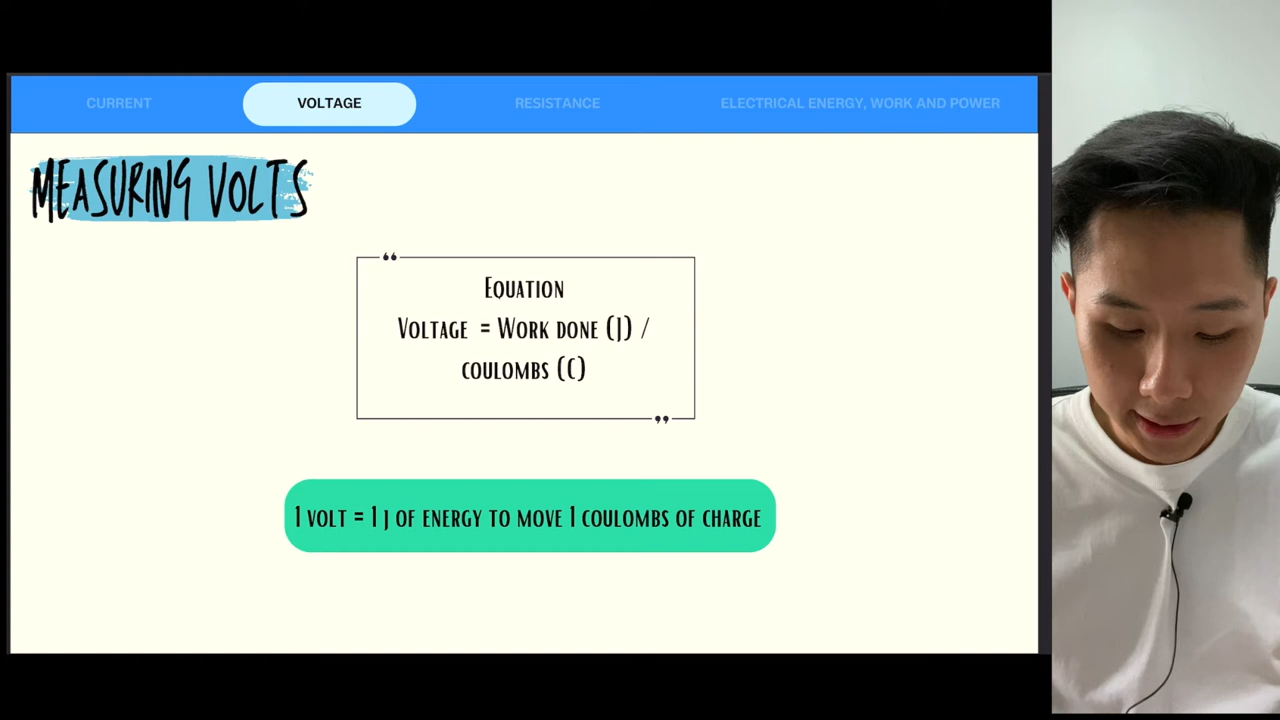 CURRENT VOLTAGE RESISTANCE ELECTRICAL ENERGY, WORK AND POWER
MEASURING VOLTS
“
EQUATION
VOLTAGE = WORK DONE (J) /
COULOMBS (C)
”
1 VOLT = 1 J OF ENERGY TO MOVE 1 COULOMBS OF CHARGE